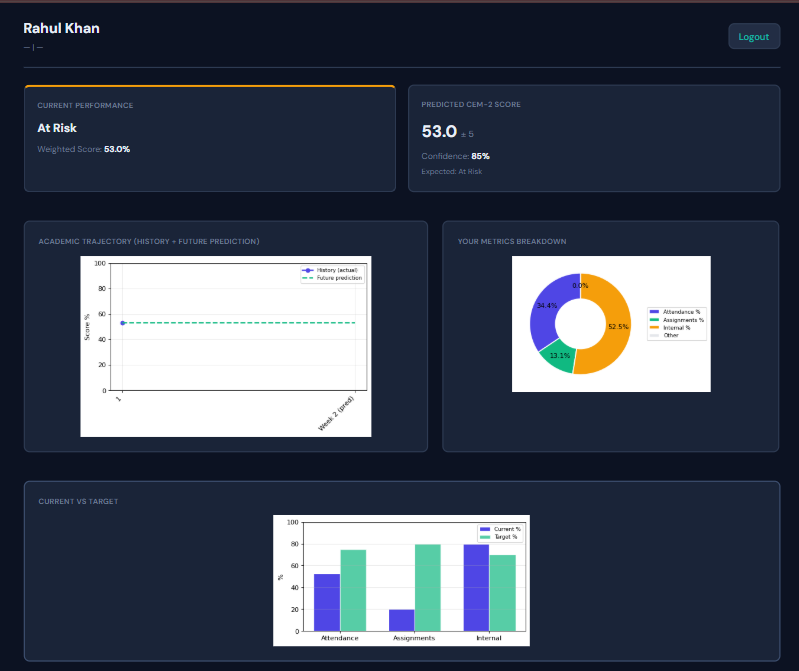 Rahul Khan
— 1 —
Logout
CURRENT PERFORMANCE
At Risk
Weighted Score: 53.0%
PREDICTED CEM-2 SCORE
53.0 ± 5
Confidence: 85%
Expected: At Risk
ACADEMIC TRAJECTORY (HISTORY + FUTURE PREDICTION)
100
80
60
40
20
0
Score %
History (actual)
Future prediction
1
Week 2 (pred)
YOUR METRICS BREAKDOWN
0.0%
34.4%
52.5%
13.1%
Attendance %
Assignments %
Internal %
Other
CURRENT VS TARGET
100
80
60
40
20
0
%
Current %
Target %
Attendance
Assignments
Internal